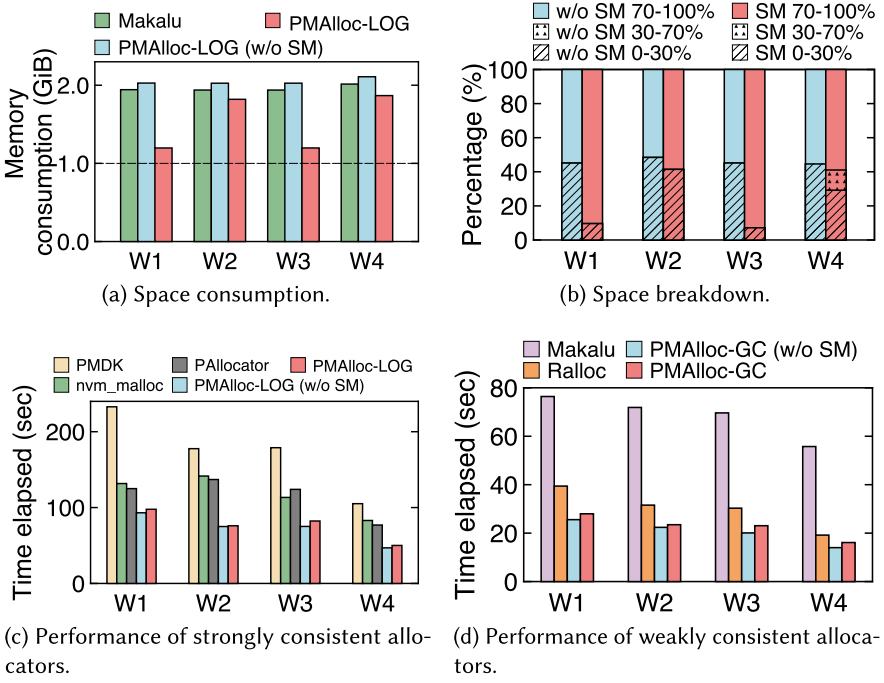 Makalu
PMAlloc-LOG
PMAlloc-LOG (w/o SM)
Memory
consumption (GiB)
2.0
1.0
0.0
W1 W2 W3 W4
(a) Space consumption.
w/o SM 70-100%
SM 70-100%
w/o SM 30-70%
SM 30-70%
w/o SM 0-30%
SM 0-30%
Percentage (%)
100
80
60
40
20
0
W1 W2 W3 W4
(b) Space breakdown.
PMDK
PAllocator
PMAlloc-LOG
nvm_malloc
PMAlloc-LOG (w/o SM)
Time elapsed (sec)
200
100
0
W1 W2 W3 W4
(c) Performance of strongly consistent allo-
cators.
Makalu
PMAlloc-GC (w/o SM)
Ralloc
PMAlloc-GC
Time elapsed (sec)
80
60
40
20
0
W1 W2 W3 W4
(d) Performance of weakly consistent alloca-
tors.